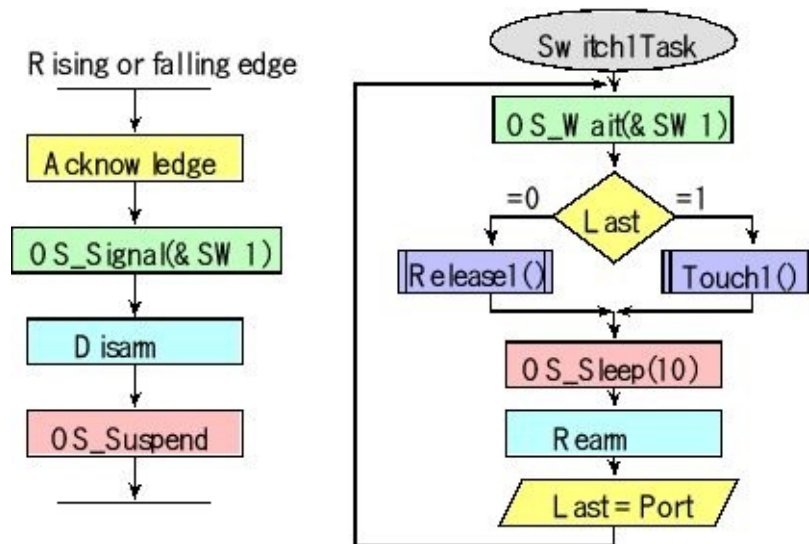 Rising or falling edge
Acknowledge
OS_Signal(&SW1)
Disarm
OS_Suspend
Switch1Task
OS_Wait(&SW1)
=0
=1
Last
Release1()
Touch1()
OS_Sleep(10)
Rearm
Last = Port